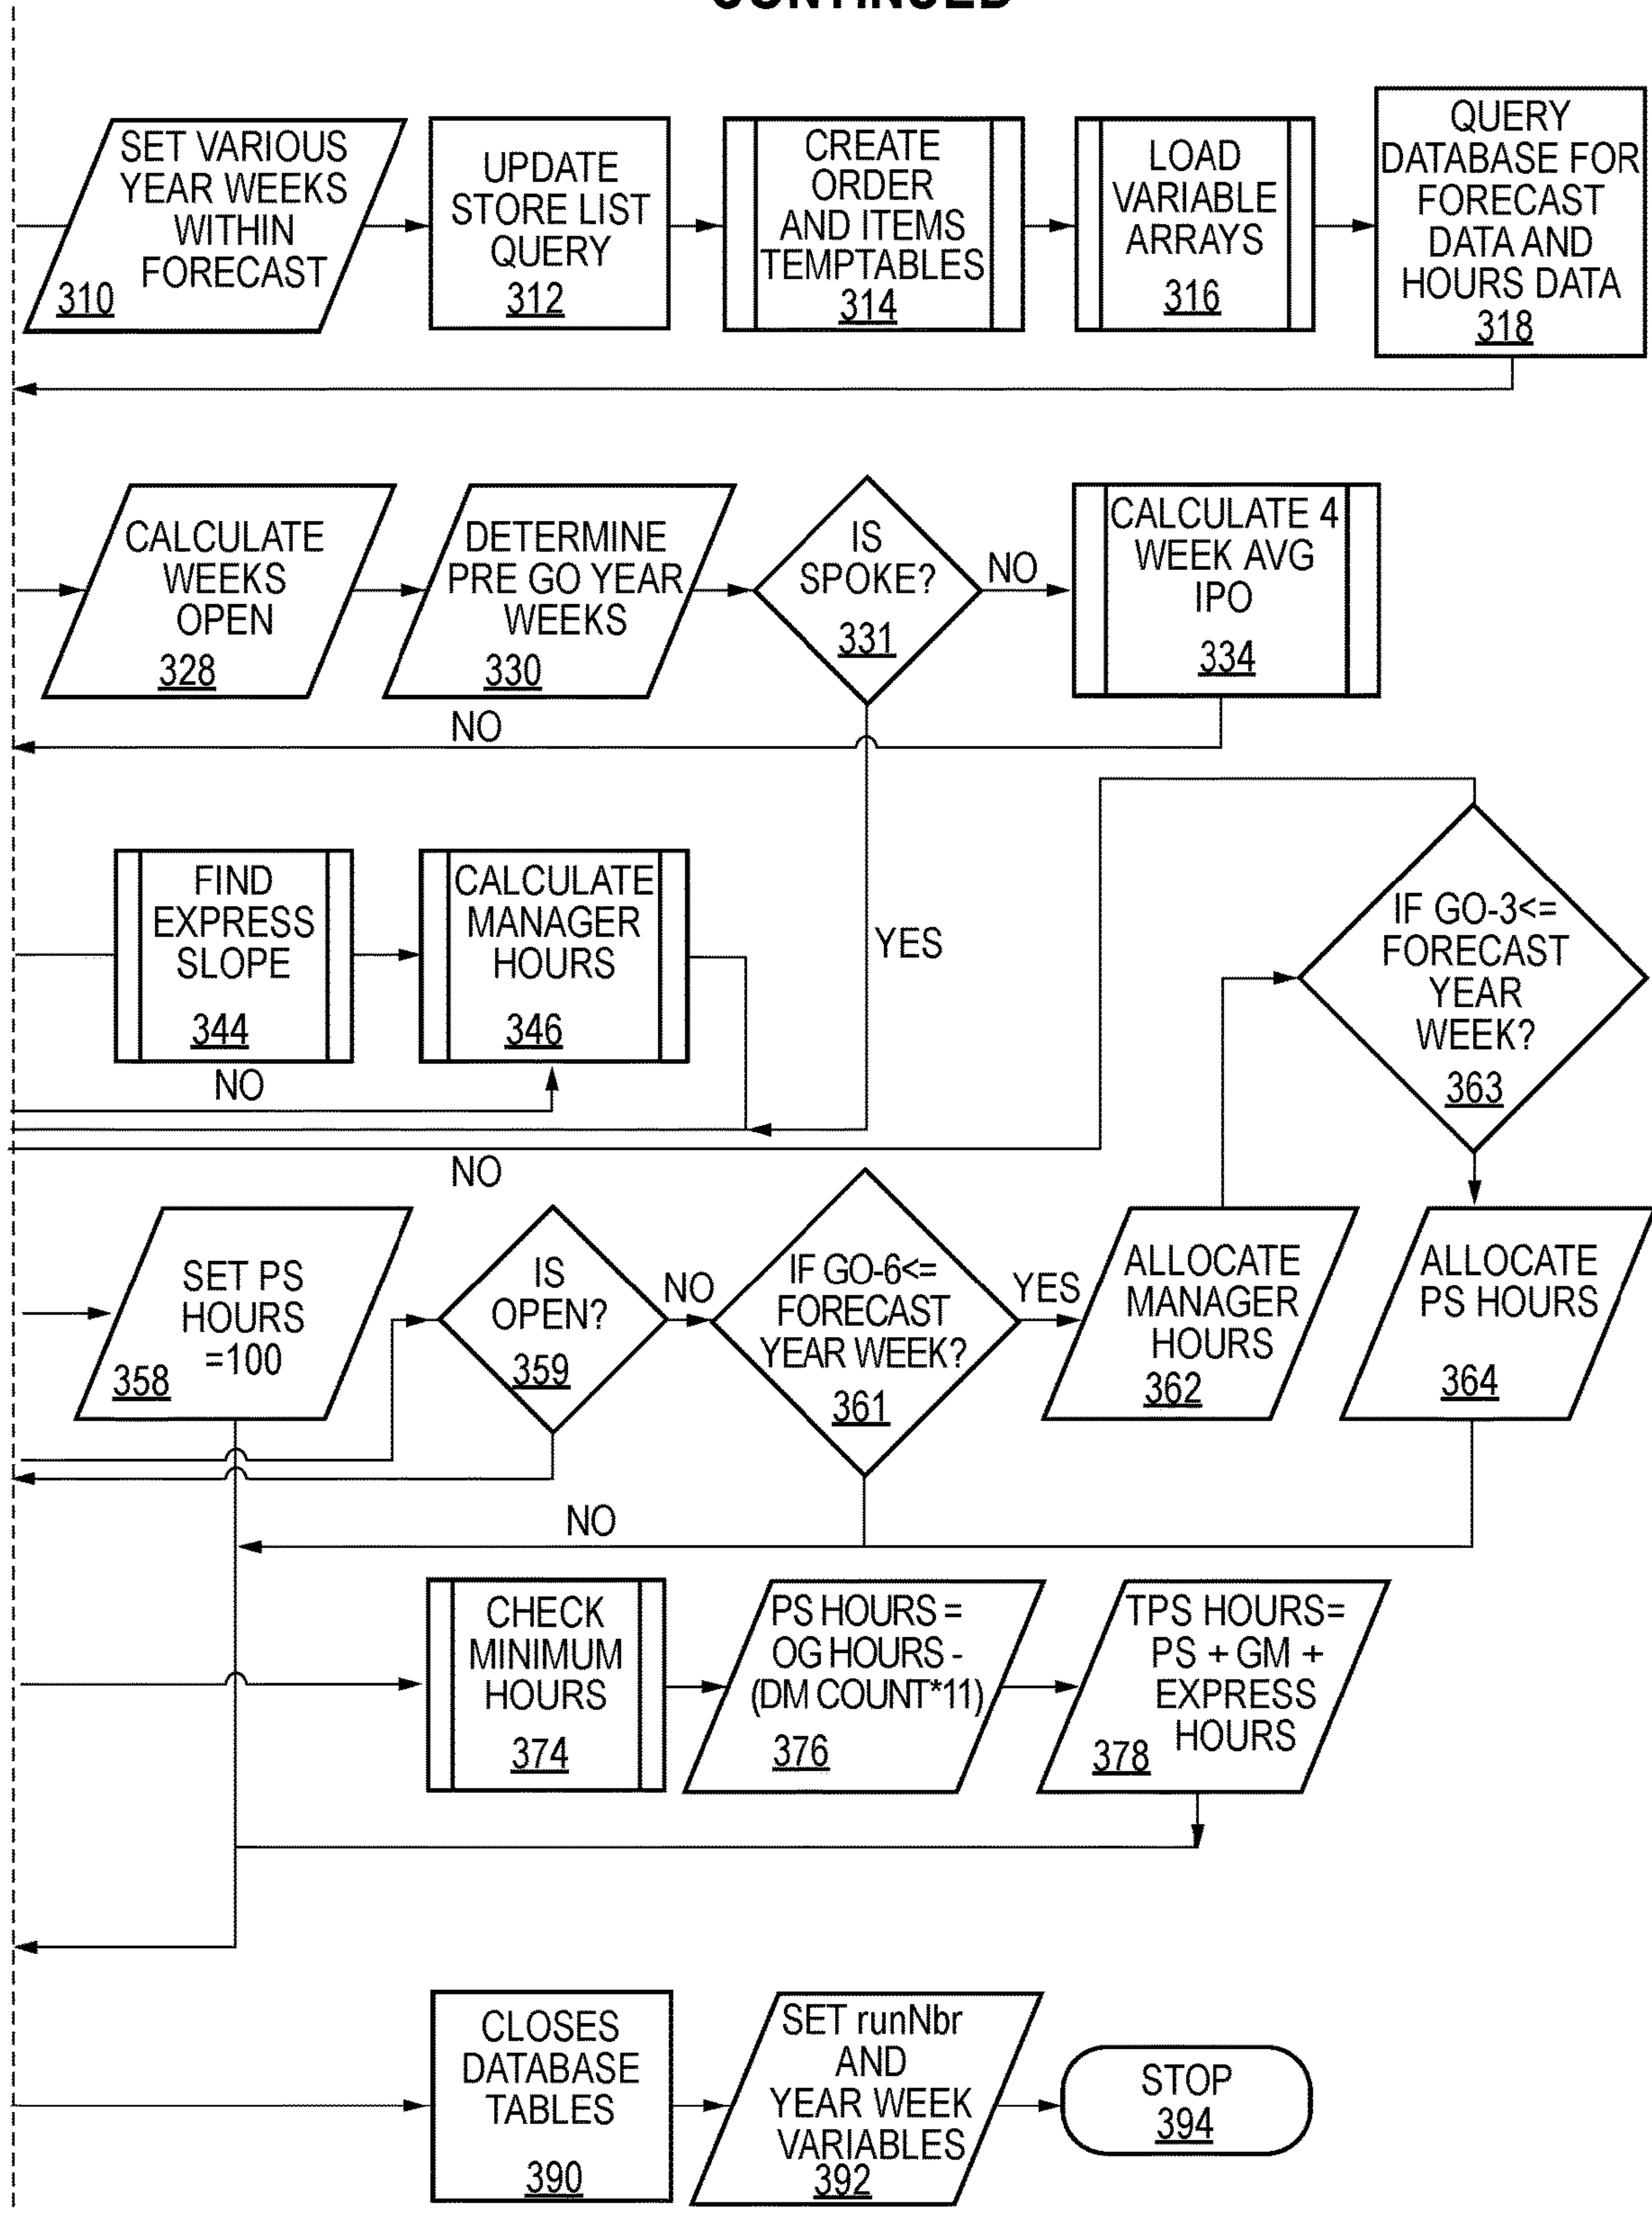 CONTINUED
SET VARIOUS
YEAR WEEKS
WITHIN
FORECAST
310
UPDATE
STORE LIST
QUERY
312
CREATE
ORDER
AND ITEMS
TEMPTABLES
314
LOAD
VARIABLE
ARRAYS
316
QUERY
DATABASE FOR
FORECAST
DATA AND
HOURS DATA
318
CALCULATE
WEEKS
OPEN
328
DETERMINE
PRE GO YEAR
WEEKS
330
IS
SPOKE?
331
NO
CALCULATE 4
WEEK AVG
IPO
334
NO
FIND
EXPRESS
SLOPE
344
CALCULATE
MANAGER
HOURS
346
YES
IF GO-3<=
FORECAST
YEAR
WEEK?
363
NO
NO
SET PS
HOURS
=100
358
IS
OPEN?
359
NO
IF GO-6<=
FORECAST
YEAR WEEK?
361
YES
ALLOCATE
MANAGER
HOURS
362
ALLOCATE
PS HOURS
364
NO
CHECK
MINIMUM
HOURS
374
PS HOURS =
OG HOURS -
(DM COUNT*11)
376
TPS HOURS=
PS + GM +
EXPRESS
HOURS
378
CLOSES
DATABASE
TABLES
390
SET runNbr
AND
YEAR WEEK
VARIABLES
392
STOP
394